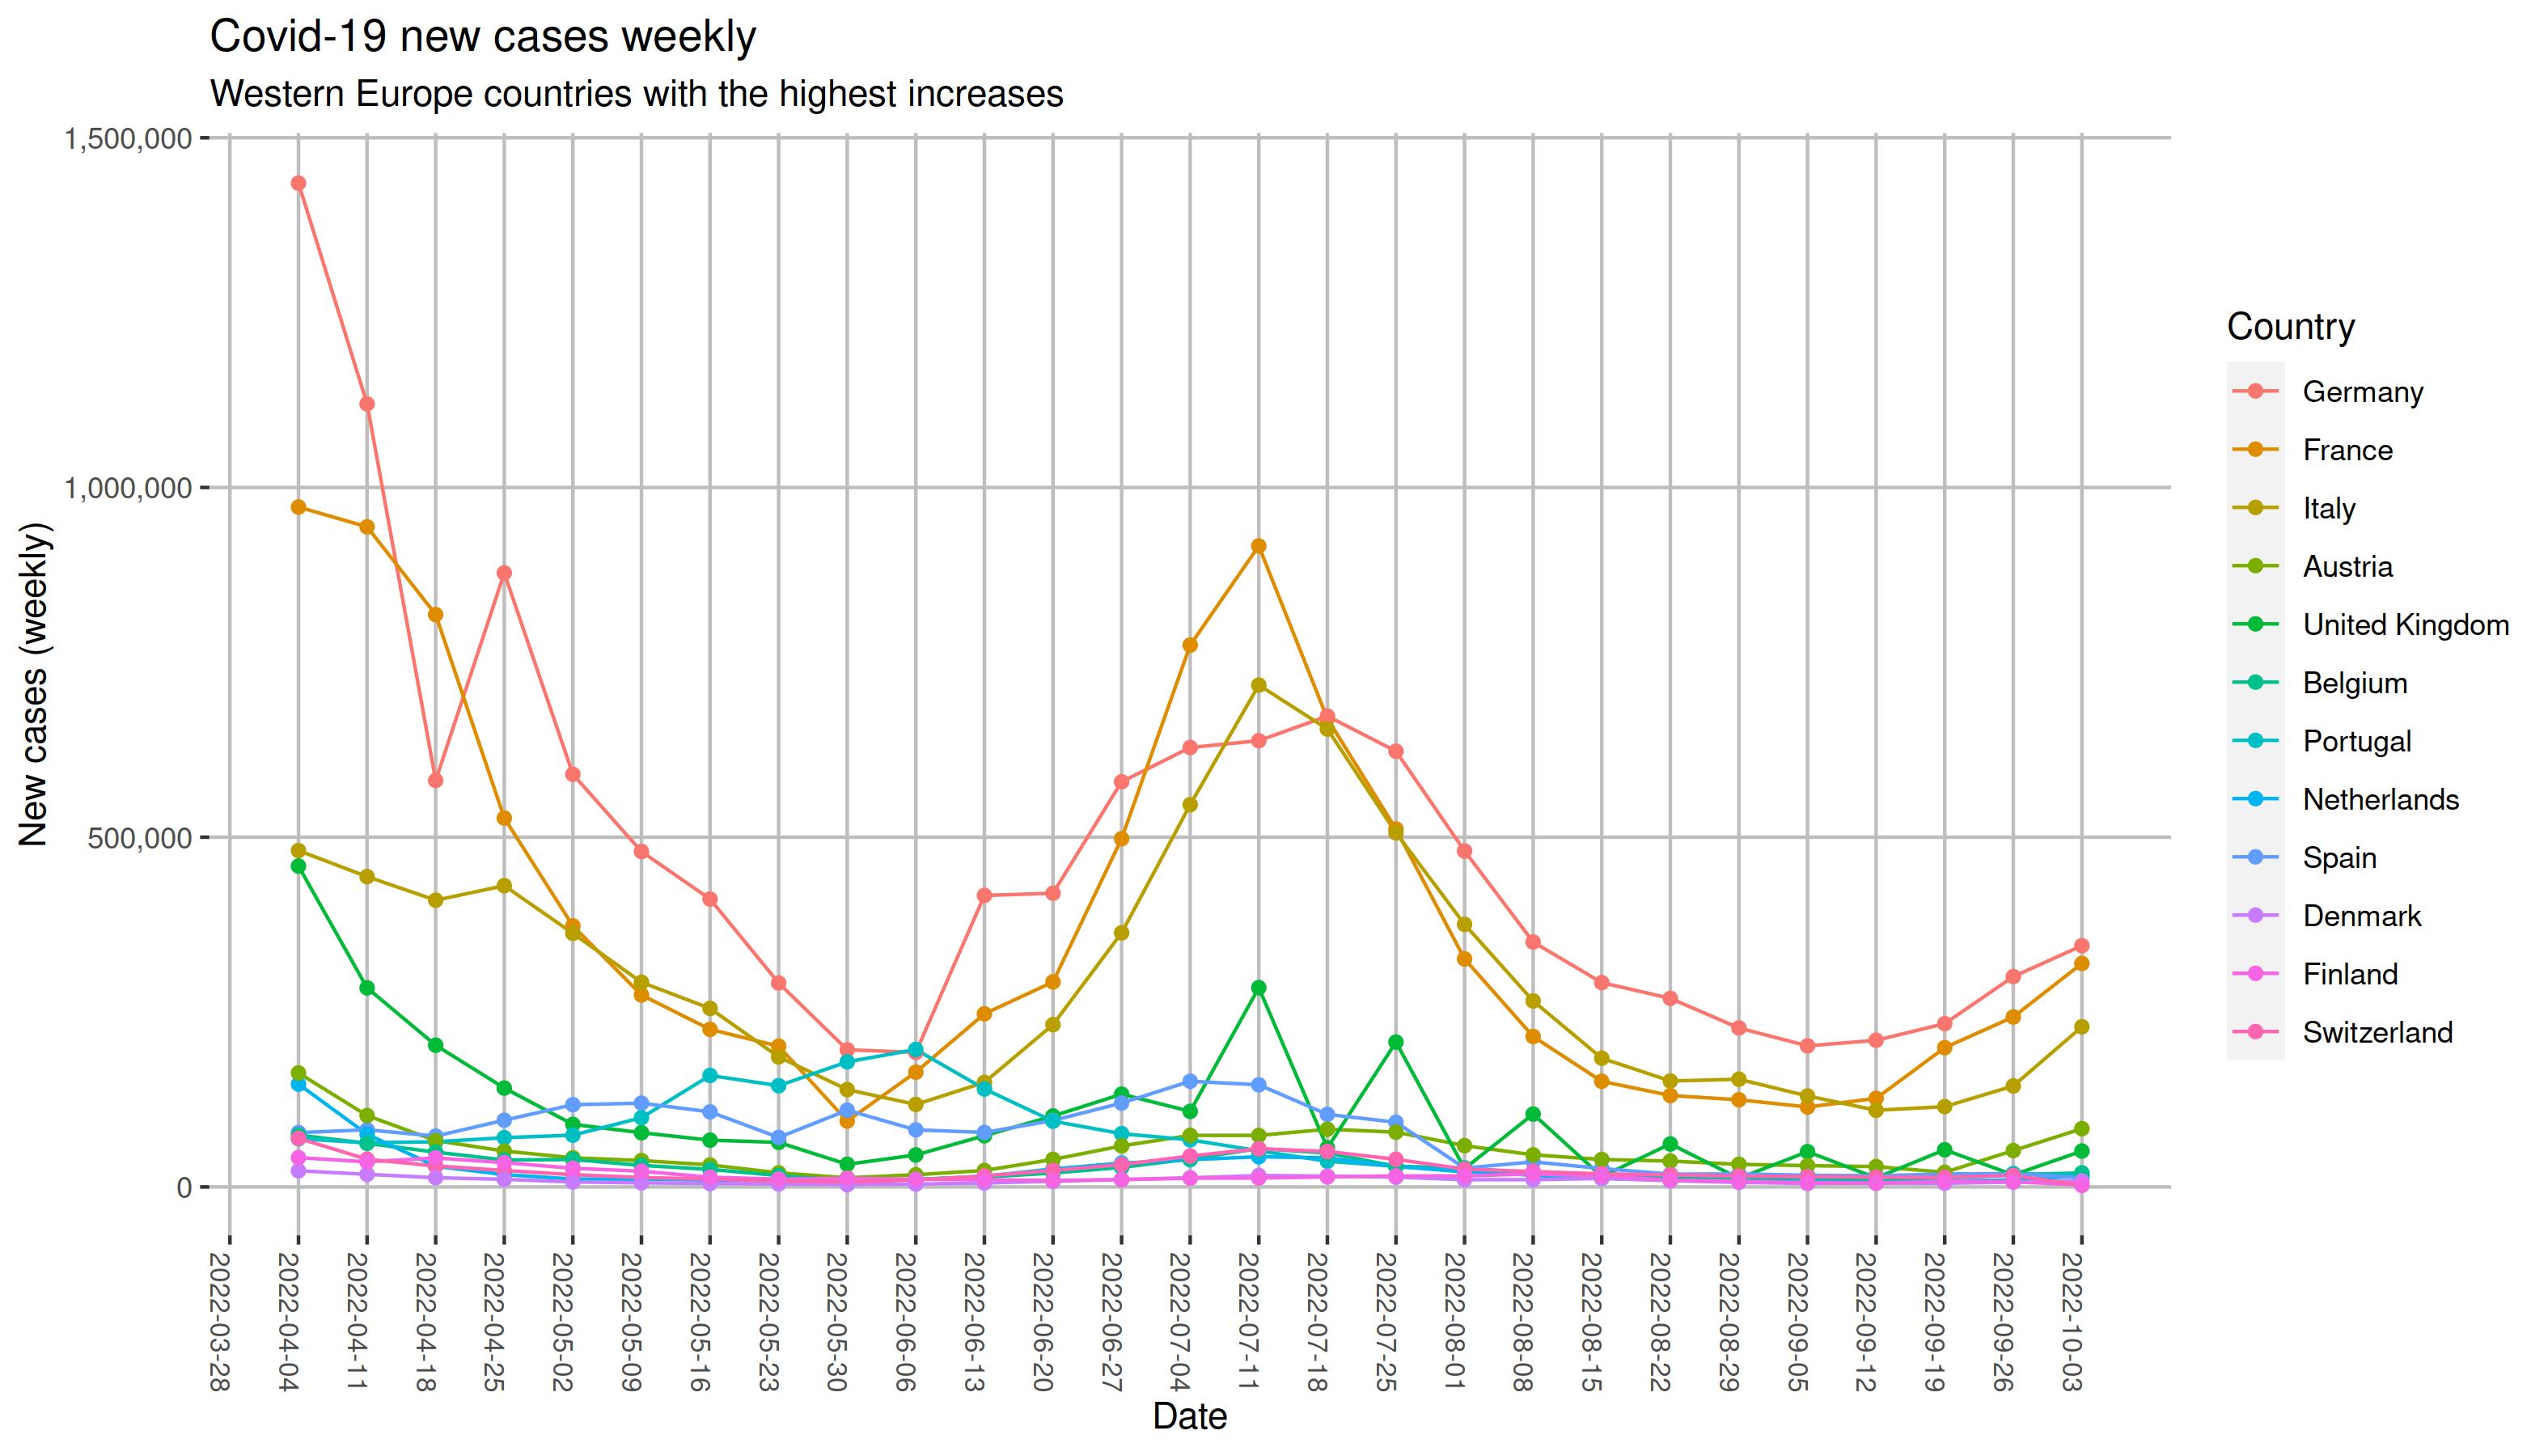 Covid-19 new cases weekly
Western Europe countries with the highest increases
New cases (weekly)
1,500,000
1,000,000
500,000
0
2022-03-28
2022-04-04
2022-04-11
2022-04-18
2022-04-25
2022-05-02
2022-05-09
2022-05-16
2022-05-23
2022-05-30
2022-06-06
2022-06-13
2022-06-20
2022-06-27
2022-07-04
2022-07-11
2022-07-18
2022-07-25
2022-08-01
2022-08-08
2022-08-15
2022-08-22
2022-08-29
2022-09-05
2022-09-12
2022-09-19
2022-09-26
2022-10-03
Date
Country
Germany
France
Italy
Austria
United Kingdom
Belgium
Portugal
Netherlands
Spain
Denmark
Finland
Switzerland